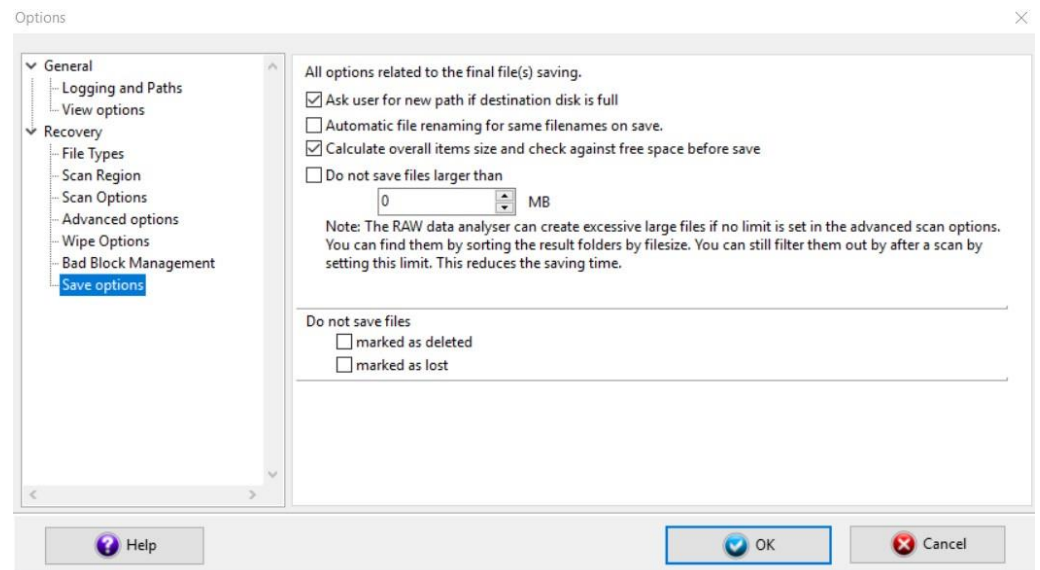 Options
General
Logging and Paths
View options
Recovery
File Types
Scan Region
Scan Options
Advanced options
Wipe Options
Bad Block Management
Save options
All options related to the final file(s) saving.
Ask user for new path if destination disk is full
Automatic file renaming for same filenames on save.
Calculate overall items size and check against free space before save
Do not save files larger than
0 MB
Note: The RAW data analyser can create excessive large files if no limit is set in the advanced scan options.
You can find them by sorting the result folders by filesize. You can still filter them out by after a scan by
setting this limit. This reduces the saving time.
Do not save files
marked as deleted
marked as lost
Help
OK
Cancel